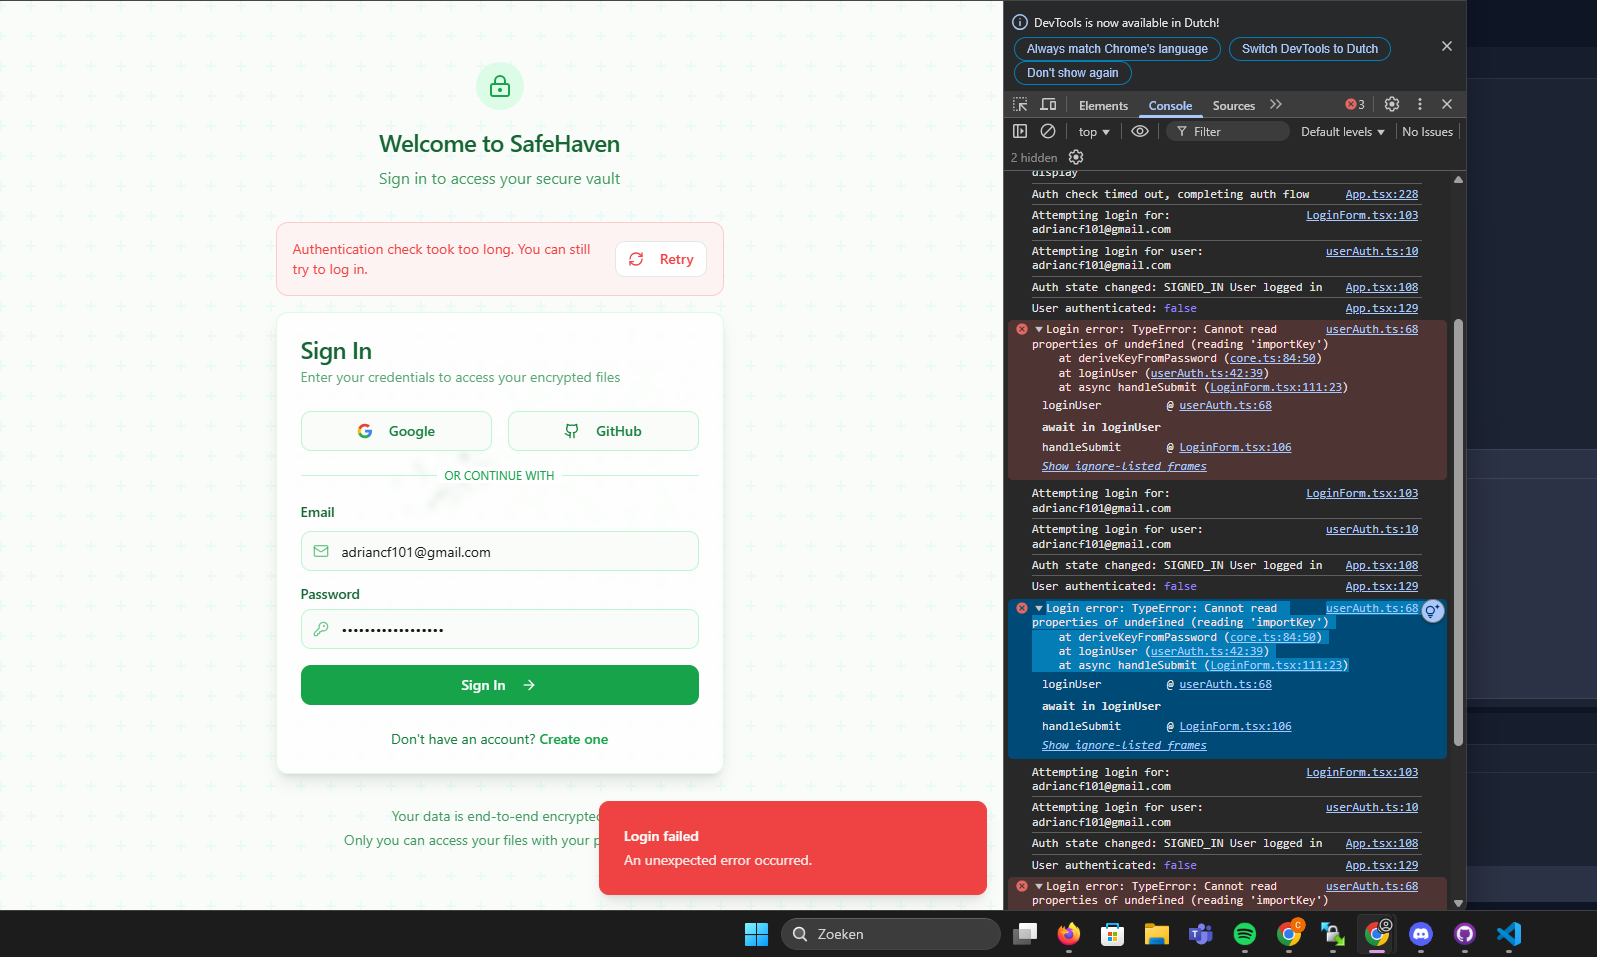 Welcome to SafeHaven
Sign in to access your secure vault
Authentication check took too long. You can still
try to log in.
Retry
Sign In
Enter your credentials to access your encrypted files
Google
GitHub
OR CONTINUE WITH
Email
adriancf101@gmail.com
Password
•••••••••••••••••
Sign In
Don't have an account? Create one
Your data is end-to-end encrypted
Only you can access your files with your p
Login failed
An unexpected error occurred.
DevTools is now available in Dutch!
Always match Chrome's language
Switch DevTools to Dutch
Don't show again
Elements Console Sources 3
top Filter Default levels No Issues
2 hidden
display
Auth check timed out, completing auth flow App.tsx:228
Attempting login for: LoginForm.tsx:103
adriancf101@gmail.com
Attempting login for user: userAuth.ts:10
adriancf101@gmail.com
Auth state changed: SIGNED_IN User logged in App.tsx:108
User authenticated: false App.tsx:129
Login error: TypeError: Cannot read userAuth.ts:68
properties of undefined (reading 'importKey')
at deriveKeyFromPassword (core.ts:84:50)
at loginUser (userAuth.ts:42:39)
at async handleSubmit (LoginForm.tsx:111:23)
loginUser @ userAuth.ts:68
await in loginUser
handleSubmit @ LoginForm.tsx:106
Show ignore-listed frames
Attempting login for: LoginForm.tsx:103
adriancf101@gmail.com
Attempting login for user: userAuth.ts:10
adriancf101@gmail.com
Auth state changed: SIGNED_IN User logged in App.tsx:108
User authenticated: false App.tsx:129
Login error: TypeError: Cannot read userAuth.ts:68
properties of undefined (reading 'importKey')
at deriveKeyFromPassword (core.ts:84:50)
at loginUser (userAuth.ts:42:39)
at async handleSubmit (LoginForm.tsx:111:23)
loginUser @ userAuth.ts:68
await in loginUser
handleSubmit @ LoginForm.tsx:106
Show ignore-listed frames
Attempting login for: LoginForm.tsx:103
adriancf101@gmail.com
Attempting login for user: userAuth.ts:10
adriancf101@gmail.com
Auth state changed: SIGNED_IN User logged in App.tsx:108
User authenticated: false App.tsx:129
Login error: TypeError: Cannot read userAuth.ts:68
properties of undefined (reading 'importKey')
Zoeken